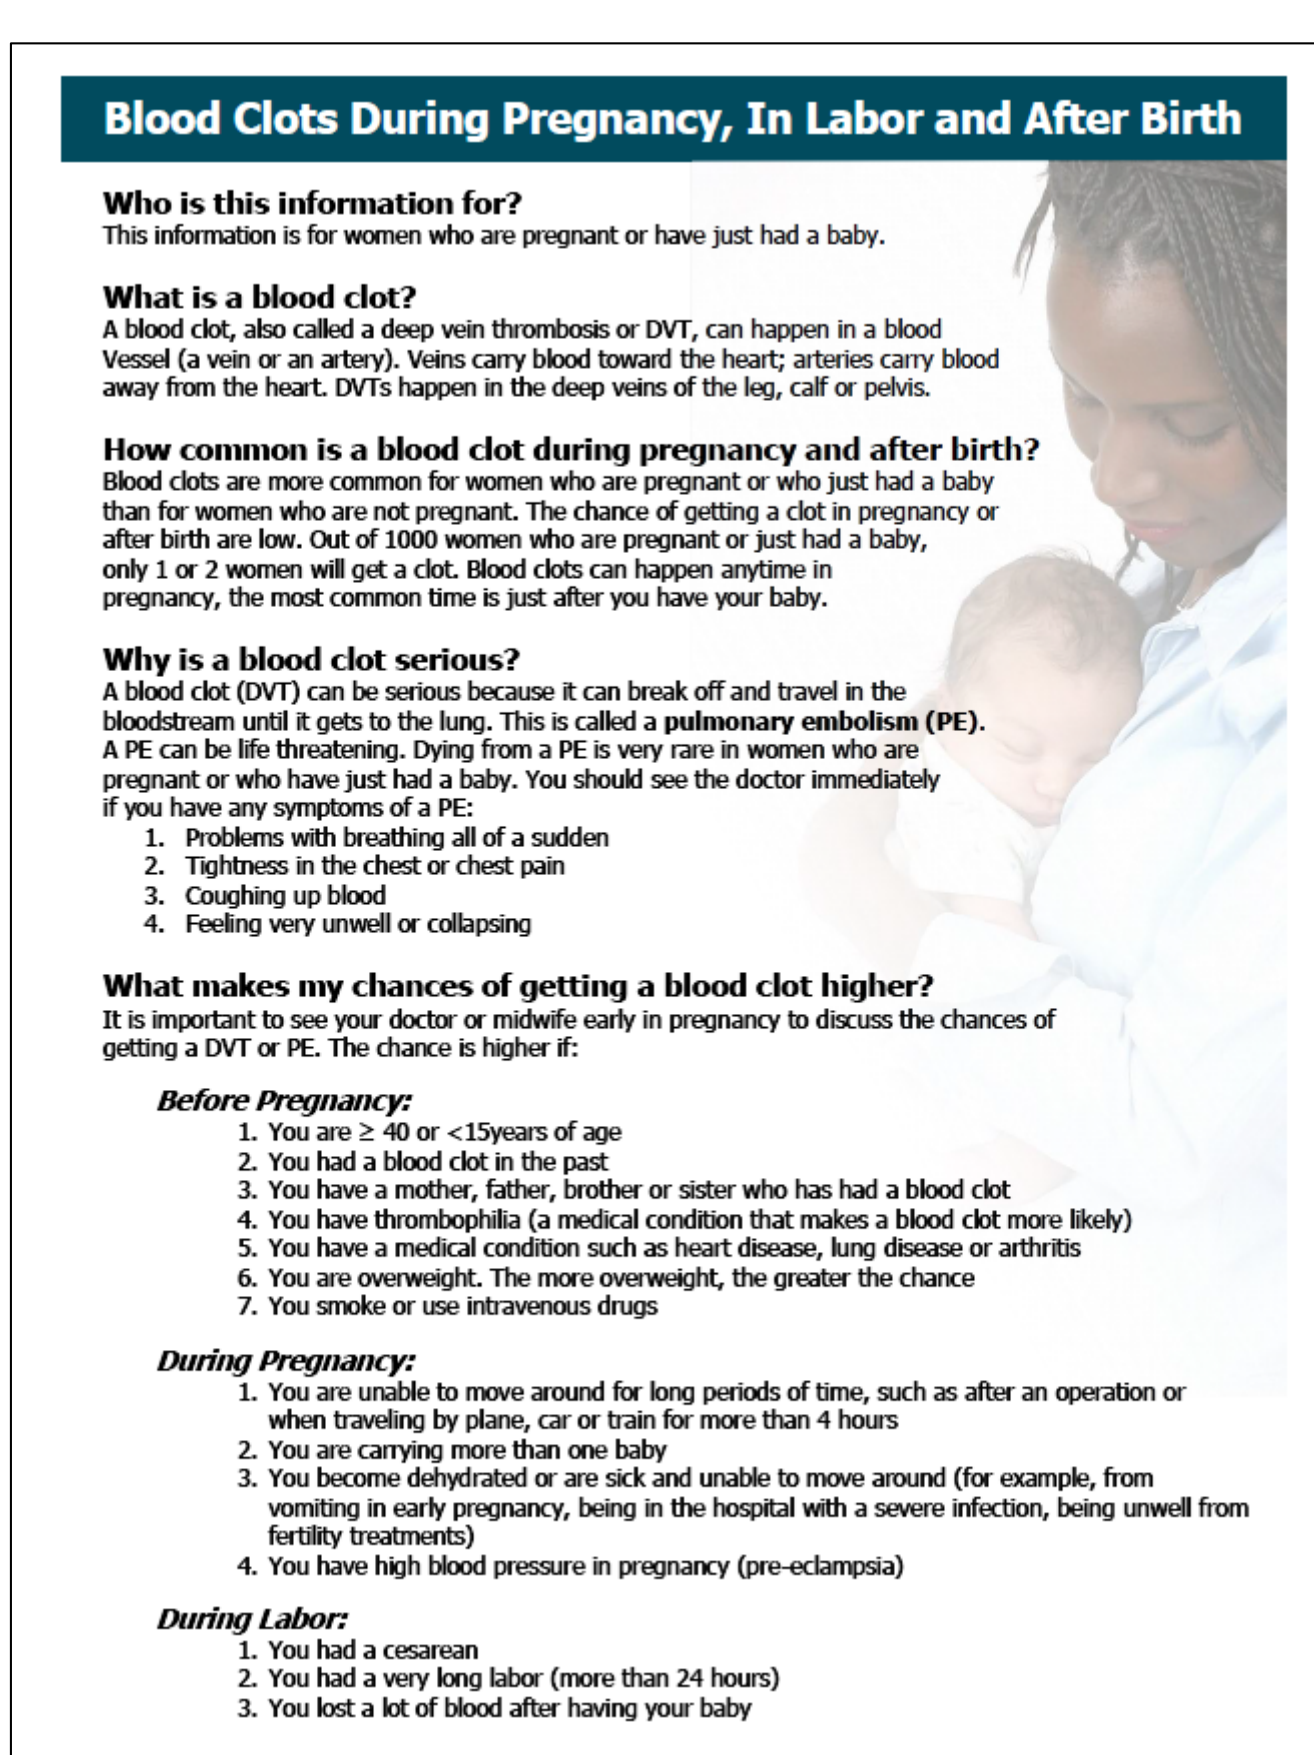 Blood Clots During Pregnancy, In Labor and After Birth
Who is this information for?
This information is for women who are pregnant or have just had a baby.
What is a blood clot?
A blood clot, also called a deep vein thrombosis or DVT, can happen in a blood
Vessel (a vein or an artery). Veins carry blood toward the heart; arteries carry blood
away from the heart. DVTs happen in the deep veins of the leg, calf or pelvis.
How common is a blood clot during pregnancy and after birth?
Blood clots are more common for women who are pregnant or who just had a baby
than for women who are not pregnant. The chance of getting a clot in pregnancy or
after birth are low. Out of 1000 women who are pregnant or just had a baby,
only 1 or 2 women will get a clot. Blood clots can happen anytime in
pregnancy, the most common time is just after you have your baby.
Why is a blood clot serious?
A blood clot (DVT) can be serious because it can break off and travel in the
bloodstream until it gets to the lung. This is called a pulmonary embolism (PE).
A PE can be life threatening. Dying from a PE is very rare in women who are
pregnant or who have just had a baby. You should see the doctor immediately
if you have any symptoms of a PE:
1. Problems with breathing all of a sudden
2. Tightness in the chest or chest pain
3. Coughing up blood
4. Feeling very unwell or collapsing
What makes my chances of getting a blood clot higher?
It is important to see your doctor or midwife early in pregnancy to discuss the chances of
getting a DVT or PE. The chance is higher if:
Before Pregnancy:
1. You are ≥ 40 or <15years of age
2. You had a blood clot in the past
3. You have a mother, father, brother or sister who has had a blood clot
4. You have thrombophilia (a medical condition that makes a blood clot more likely)
5. You have a medical condition such as heart disease, lung disease or arthritis
6. You are overweight. The more overweight, the greater the chance
7. You smoke or use intravenous drugs
During Pregnancy:
1. You are unable to move around for long periods of time, such as after an operation or
when traveling by plane, car or train for more than 4 hours
2. You are carrying more than one baby
3. You become dehydrated or are sick and unable to move around (for example, from
vomiting in early pregnancy, being in the hospital with a severe infection, being unwell from
fertility treatments)
4. You have high blood pressure in pregnancy (pre-eclampsia)
During Labor:
1. You had a cesarean
2. You had a very long labor (more than 24 hours)
3. You lost a lot of blood after having your baby